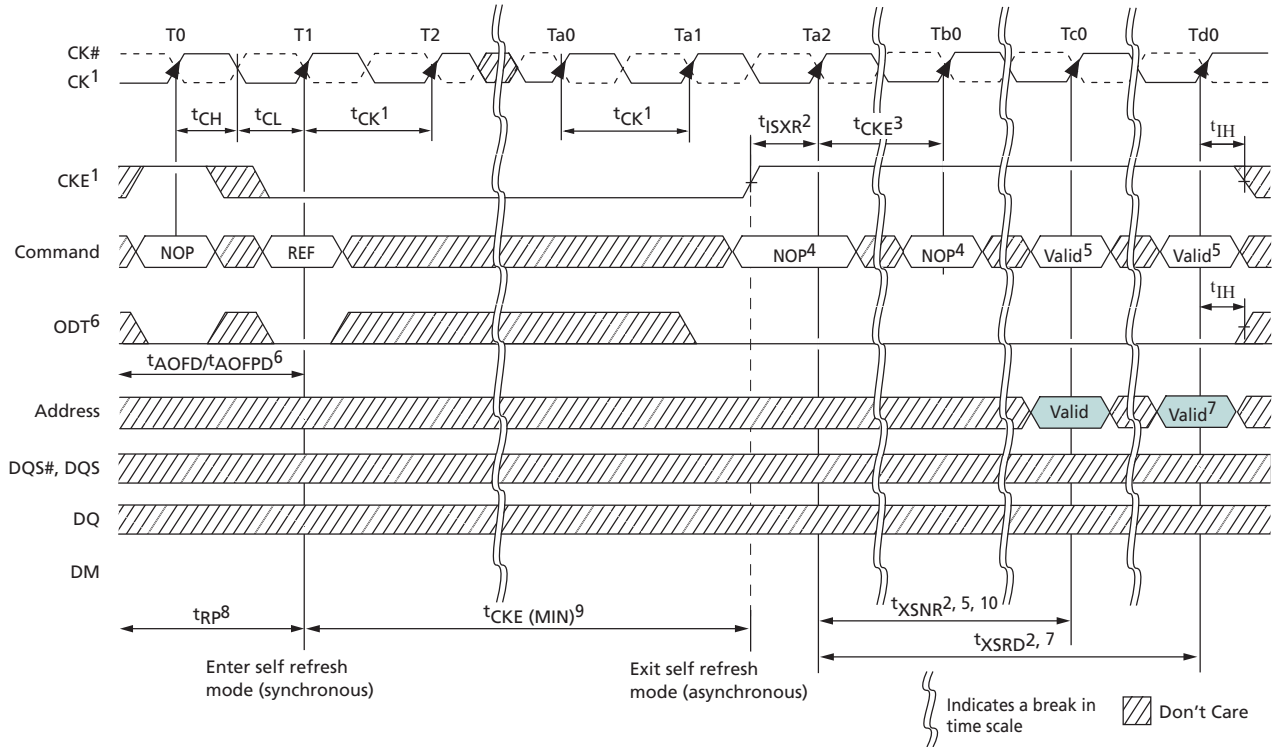 T0 T1 T2 Ta0 Ta1 Ta2 Tb0 Tc0 Td0
CK#
CK1
tCH tCL tCK1 tCK1 tISXR2 tCKE3 tIH
CKE1
Command NOP REF NOP4 NOP4 Valid5 Valid5
tIH
ODT6
tAOFD/tAOFPD6
Address Valid Valid7
DQS#, DQS
DQ
DM
tRP8 tCKE (MIN)9 tXSNR2, 5, 10
tXSRD2, 7
Enter self refresh
mode (synchronous)
Exit self refresh
mode (asynchronous)
Indicates a break in
time scale
Don't Care